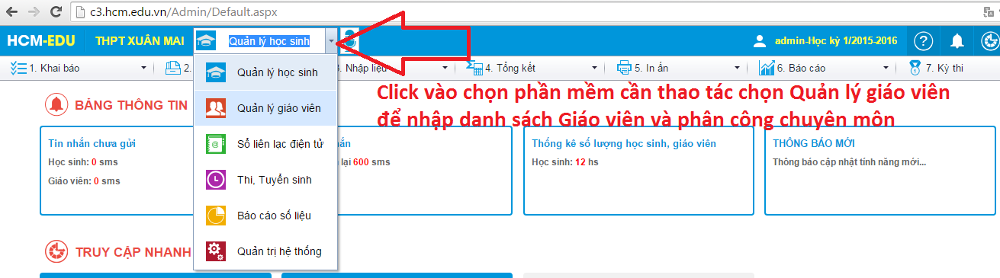 c3.hcm.edu.vn/Admin/Default.aspx
HCM-EDU THPT XUÂN MAI Quản lý học sinh admin-Học kỳ 1/2015-2016
1. Khai báo 2. 3. Nhập liệu 4. Tổng kết 5. In ấn 6. Báo cáo 7. Kỳ thi
Quản lý học sinh
Quản lý giáo viên
Sổ liên lạc điện tử
Thi, Tuyển sinh
Báo cáo số liệu
Quản trị hệ thống
Click vào chọn phần mềm cần thao tác chọn Quản lý giáo viên
để nhập danh sách Giáo viên và phân công chuyên môn
BẢNG THÔNG TIN
Tin nhắn chưa gửi
Học sinh: 0 sms
Giáo viên: 0 sms
lại 600 sms
Thống kê số lượng học sinh, giáo viên
Học sinh: 12 hs
THÔNG BÁO MỚI
Thông báo cập nhật tính năng mới...
TRUY CẬP NHANH